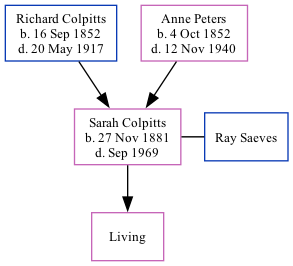 Richard Colpitts
b. 16 Sep 1852
d. 20 May 1917
Anne Peters
b. 4 Oct 1852
d. 12 Nov 1940
Sarah Colpitts
b. 27 Nov 1881
d. Sep 1969
Ray Saeves
Living